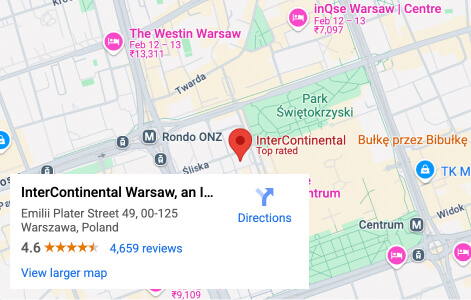 inQse Warsaw | Centre
Feb 12 – 13
₹7,097
The Westin Warsaw
Feb 12 – 13
₹13,311
Twarda
Park
Świętokrzyski
Rondo ONZ
InterContinental
Top rated
Bułkę przez Bibułkę
Śliska
TK M
Centrum
Widok
Centrum
InterContinental Warsaw, an I...
Emilii Plater Street 49, 00-125
Warszawa, Poland
4.6
4,659 reviews
Directions
View larger map
₹9,109